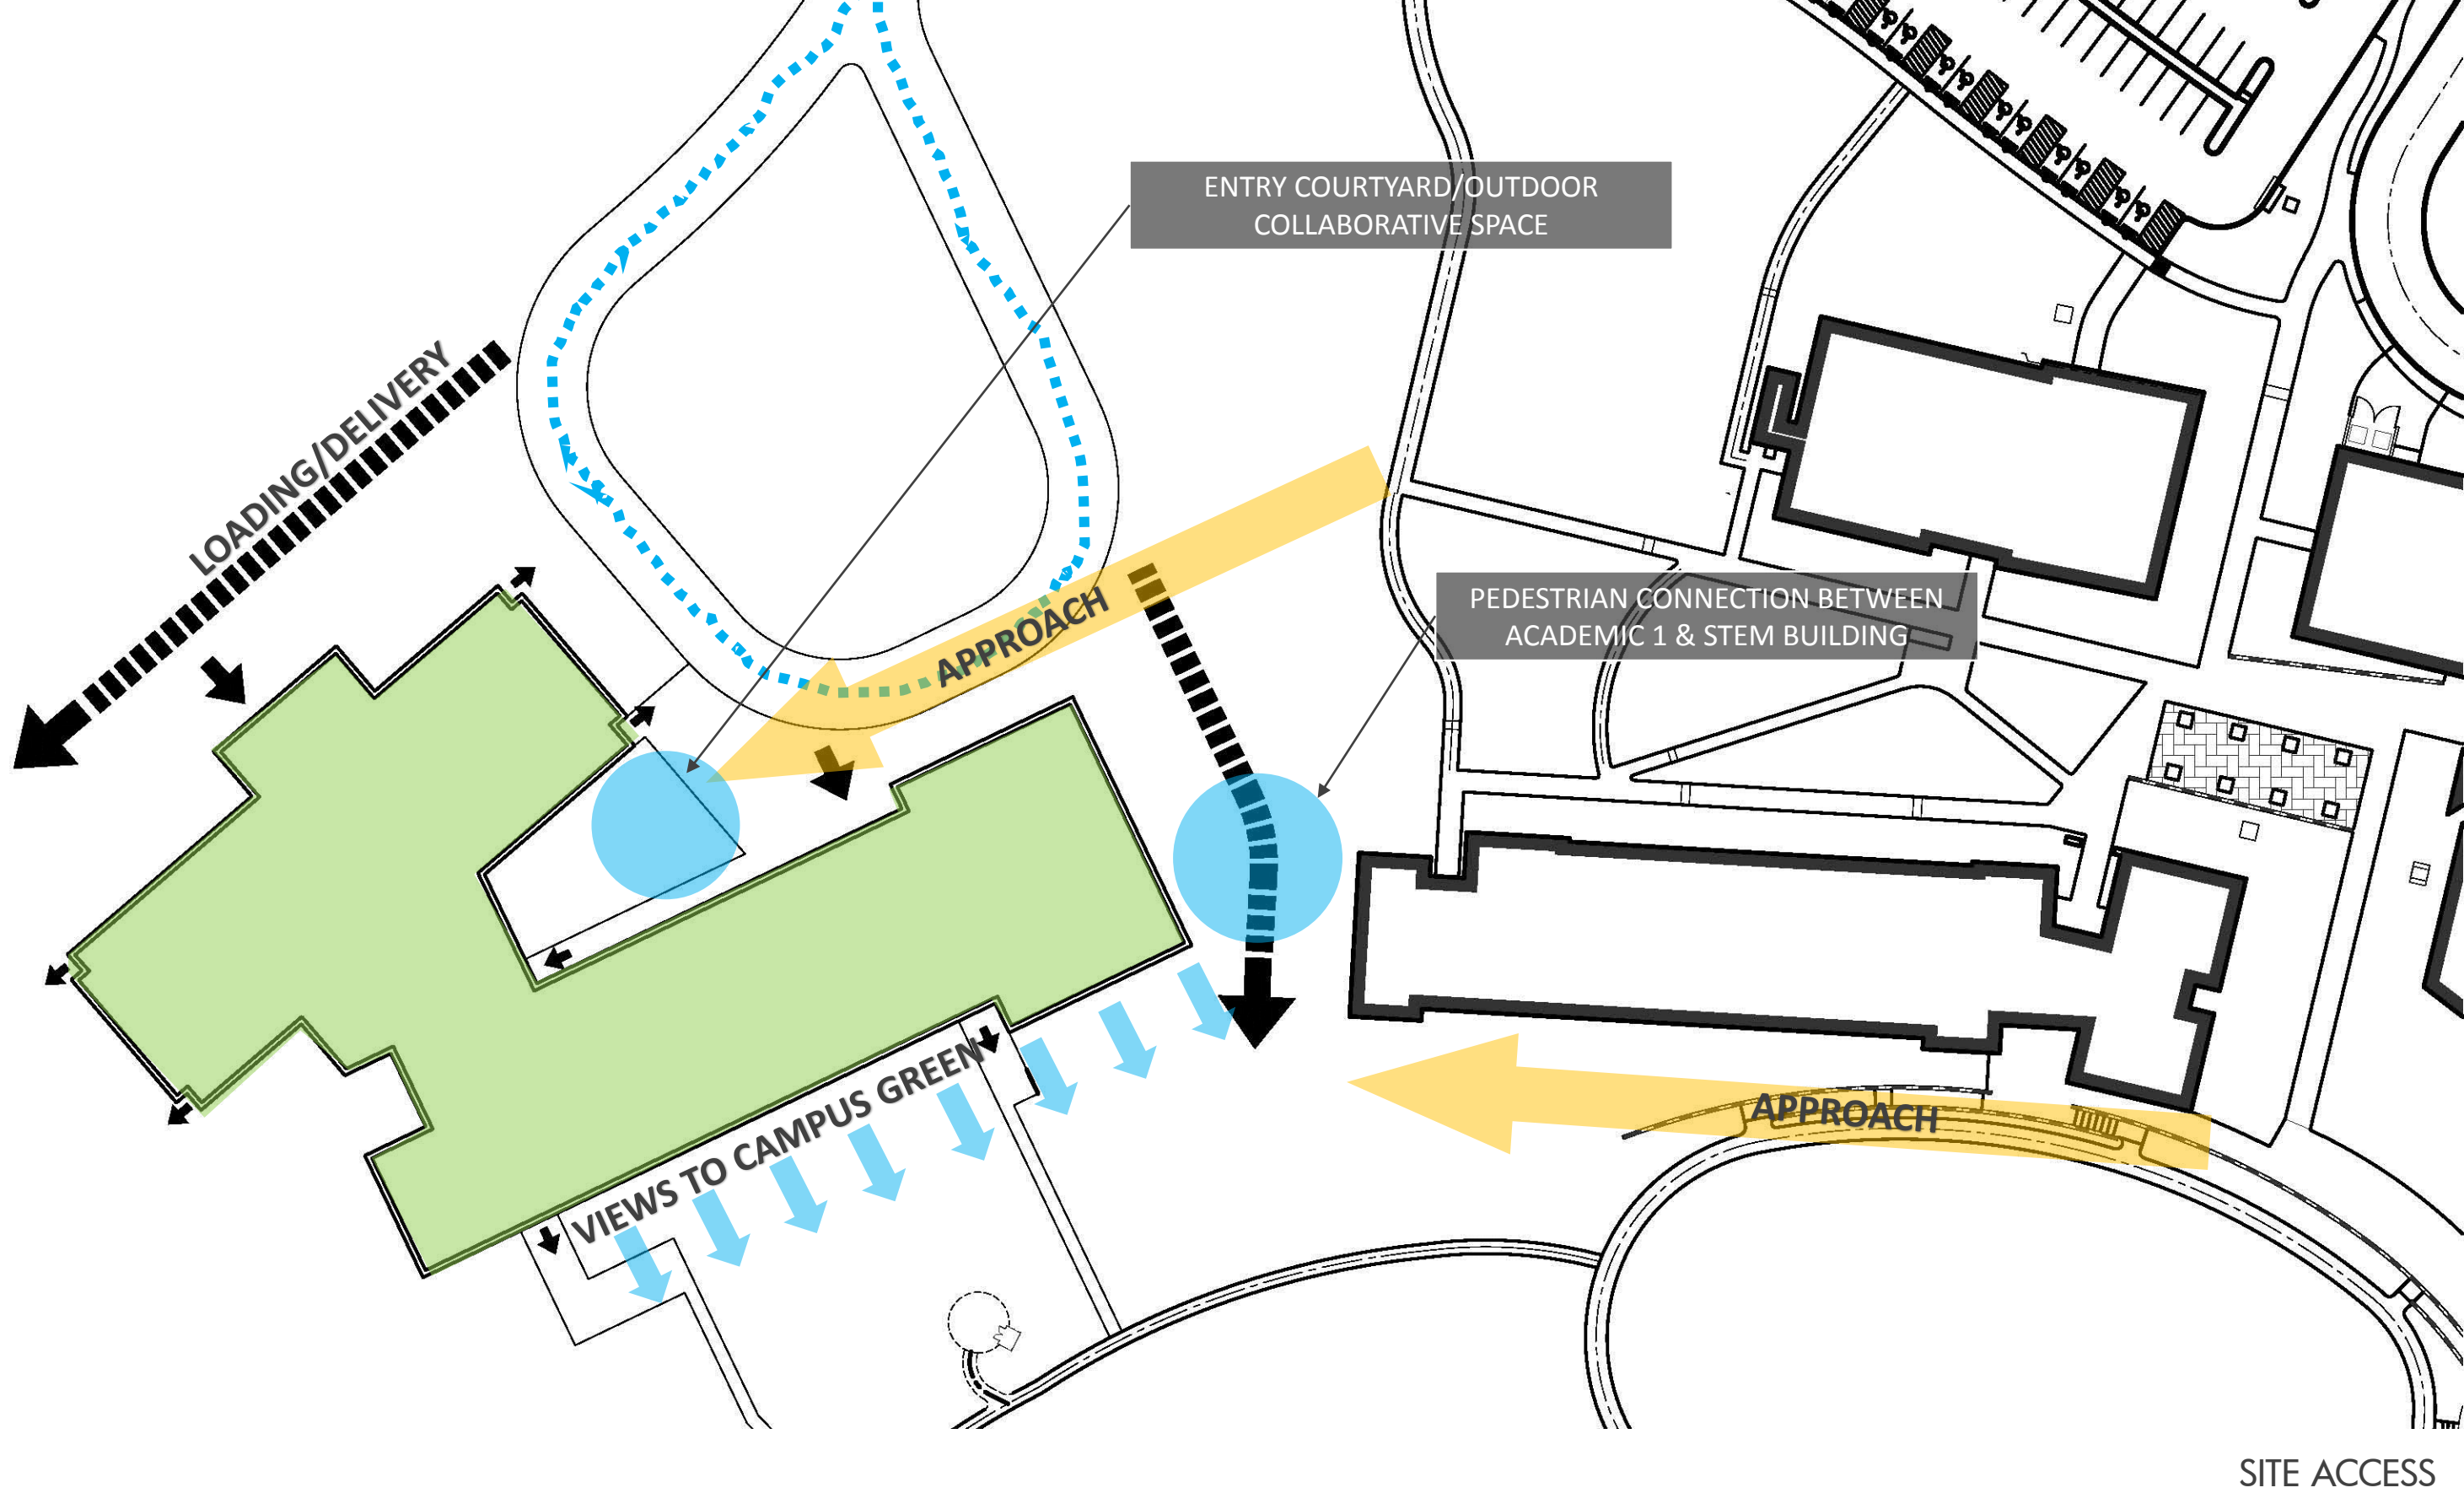 ENTRY COURTYARD/OUTDOOR
COLLABORATIVE SPACE
LOADING/DELIVERY
APPROACH
PEDESTRIAN CONNECTION BETWEEN
ACADEMIC 1 & STEM BUILDING
VIEWS TO CAMPUS GREEN
APPROACH
SITE ACCESS